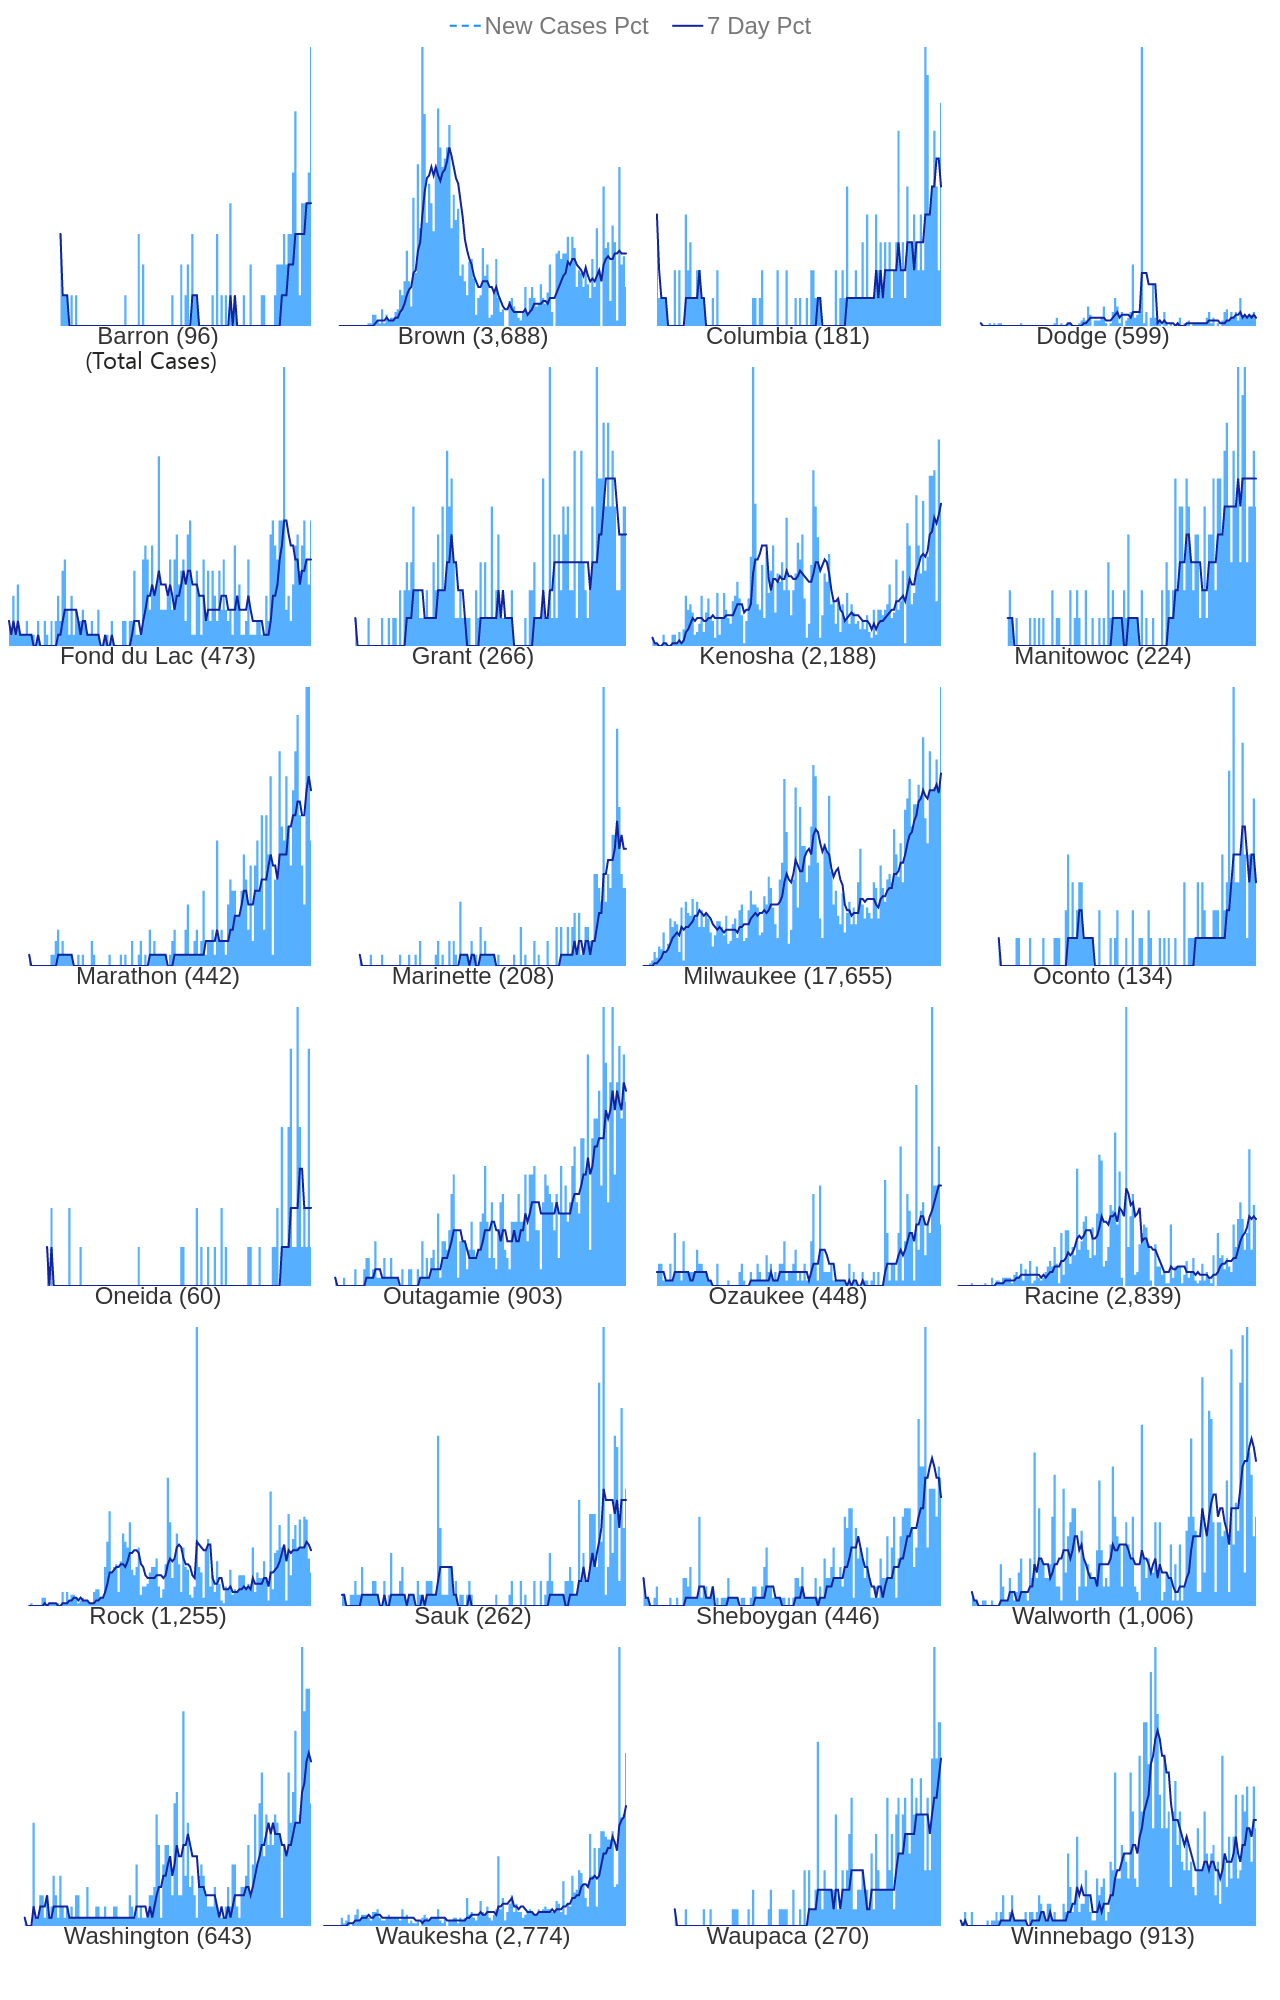 New Cases Pct 7 Day Pct
Barron (96) Brown (3,688) Columbia (181) Dodge (599)
(Total Cases)
Fond du Lac (473) Grant (266) Kenosha (2,188) Manitowoc (224)
Marathon (442) Marinette (208) Milwaukee (17,655) Oconto (134)
Oneida (60) Outagamie (903) Ozaukee (448) Racine (2,839)
Rock (1,255) Sauk (262) Sheboygan (446) Walworth (1,006)
Washington (643) Waukesha (2,774) Waupaca (270) Winnebago (913)